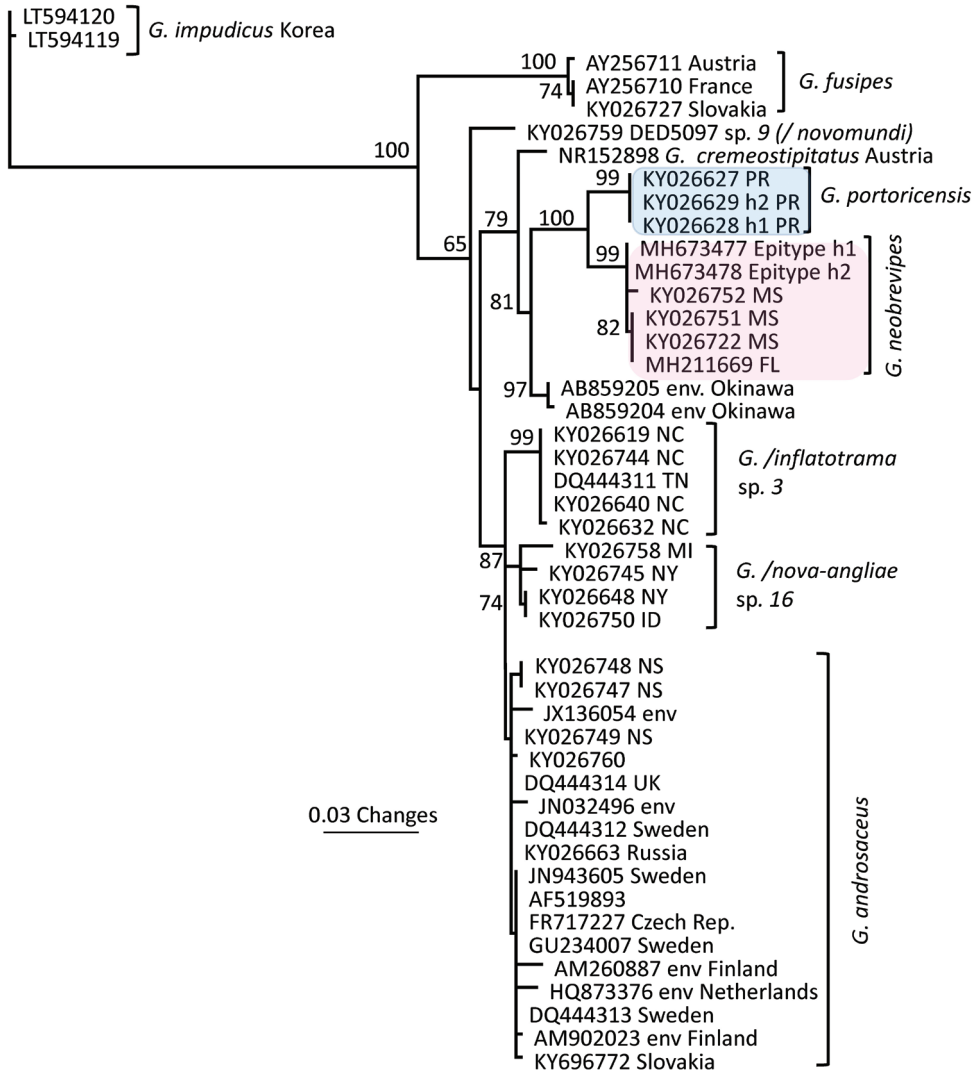 LT594120
LT594119
G. impudicus Korea
100
AY256711 Austria
74
AY256710 France
KY026727 Slovakia
G. fusipes
KY026759 DED5097 sp. 9 (/ novomundi)
100
NR152898 G. cremeostipitatus Austria
99
KY026627 PR
KY026629 h2 PR
KY026628 h1 PR
G. portoricensis
79
100
65
99
MH673477 Epitype h1
MH673478 Epitype h2
KY026752 MS
KY026751 MS
KY026722 MS
MH211669 FL
G. neobrevipes
81
82
97
AB859205 env. Okinawa
AB859204 env Okinawa
99
KY026619 NC
KY026744 NC
DQ444311 TN
KY026640 NC
KY026632 NC
G. /inflatotrama
sp. 3
87
KY026758 MI
KY026745 NY
KY026648 NY
KY026750 ID
G. /nova-angliae
sp. 16
74
KY026748 NS
KY026747 NS
JX136054 env
KY026749 NS
KY026760
DQ444314 UK
JN032496 env
DQ444312 Sweden
KY026663 Russia
JN943605 Sweden
AF519893
FR717227 Czech Rep.
GU234007 Sweden
AM260887 env Finland
HQ873376 env Netherlands
DQ444313 Sweden
AM902023 env Finland
KY696772 Slovakia
G. androsaceus
0.03 Changes